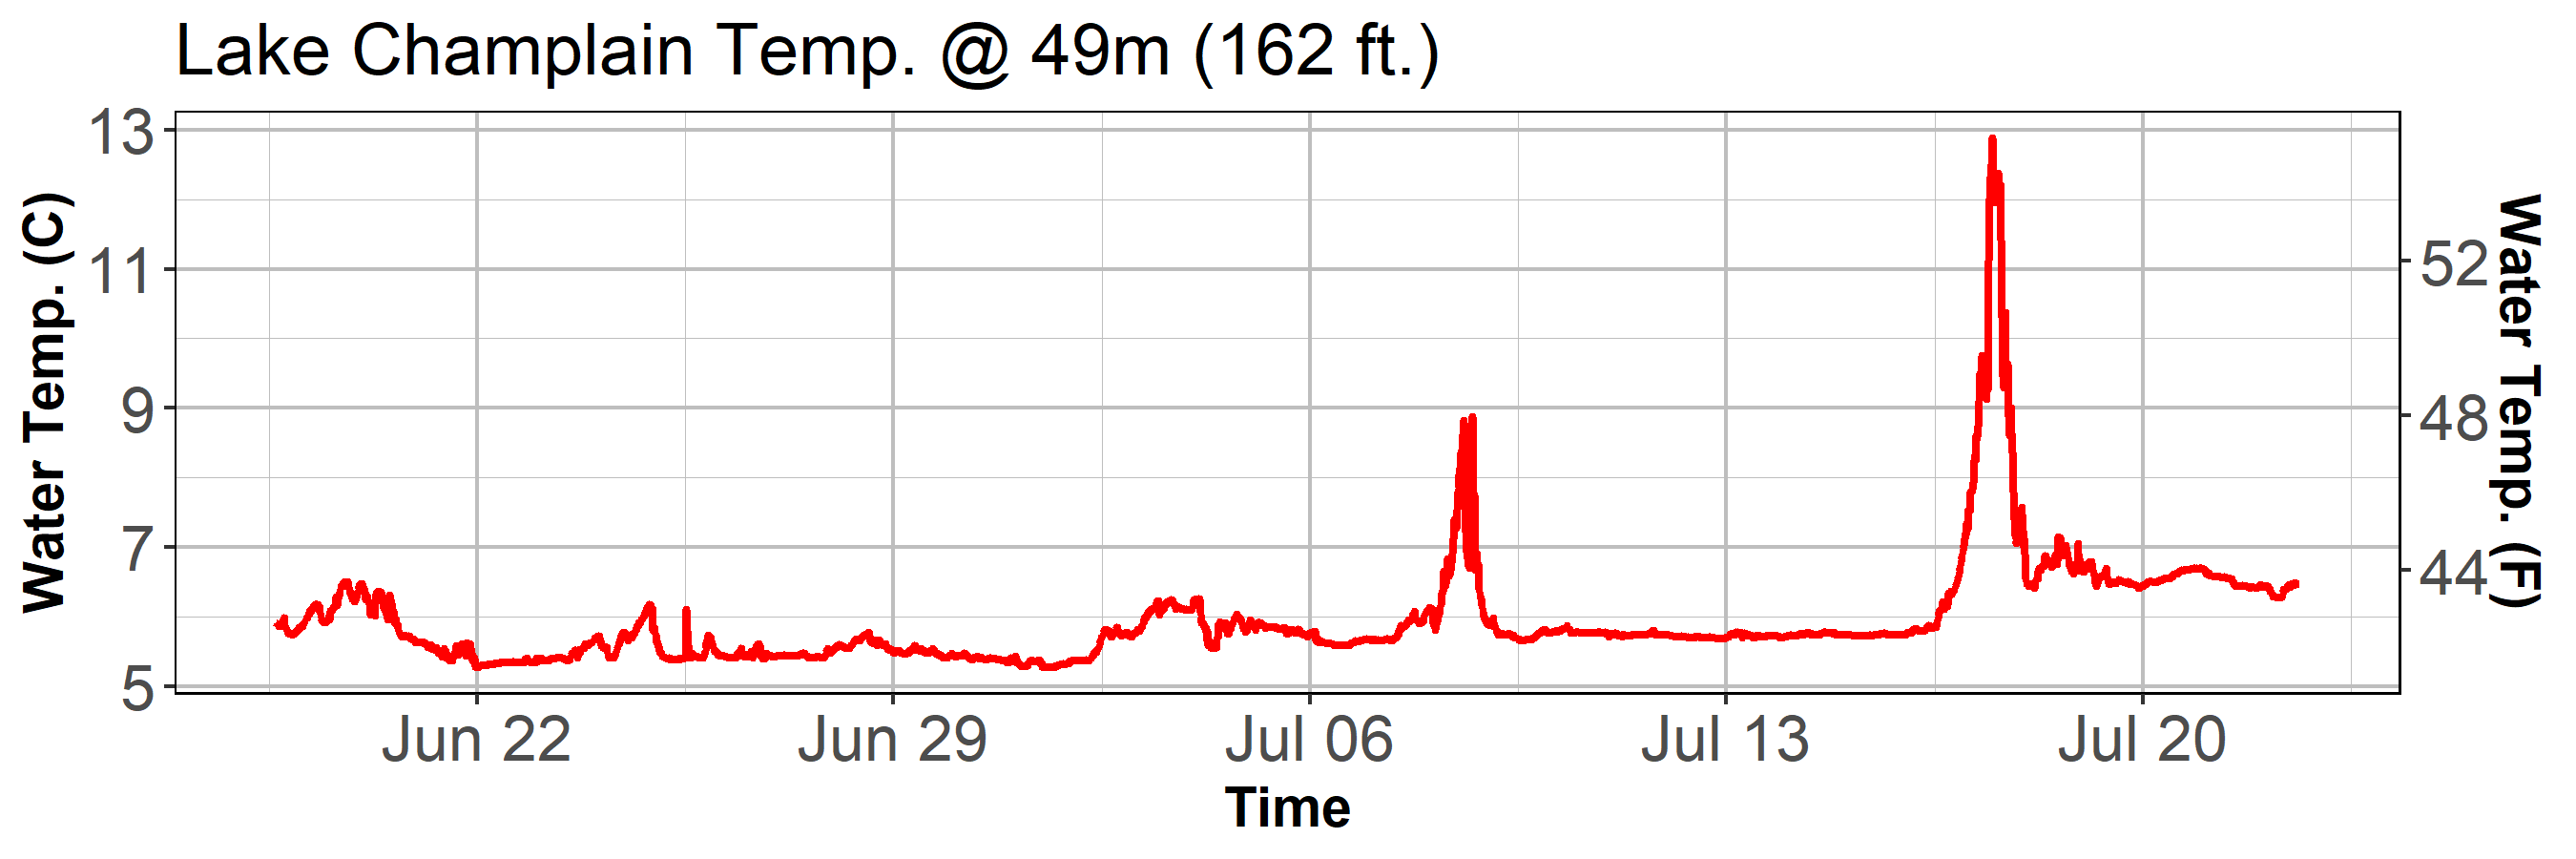 Lake Champlain Temp. @ 49m (162 ft.)
Water Temp. (C)
13
11
9
7
5
52
48
44
Water Temp. (F)
Jun 22
Jun 29
Jul 06
Jul 13
Jul 20
Time